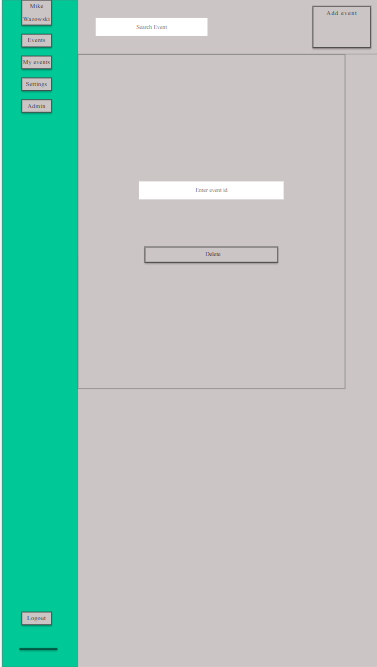 Mike
Wazowski
Events
My events
Settings
Admin
Search Event
Add event
Enter event id
Delete
Logout